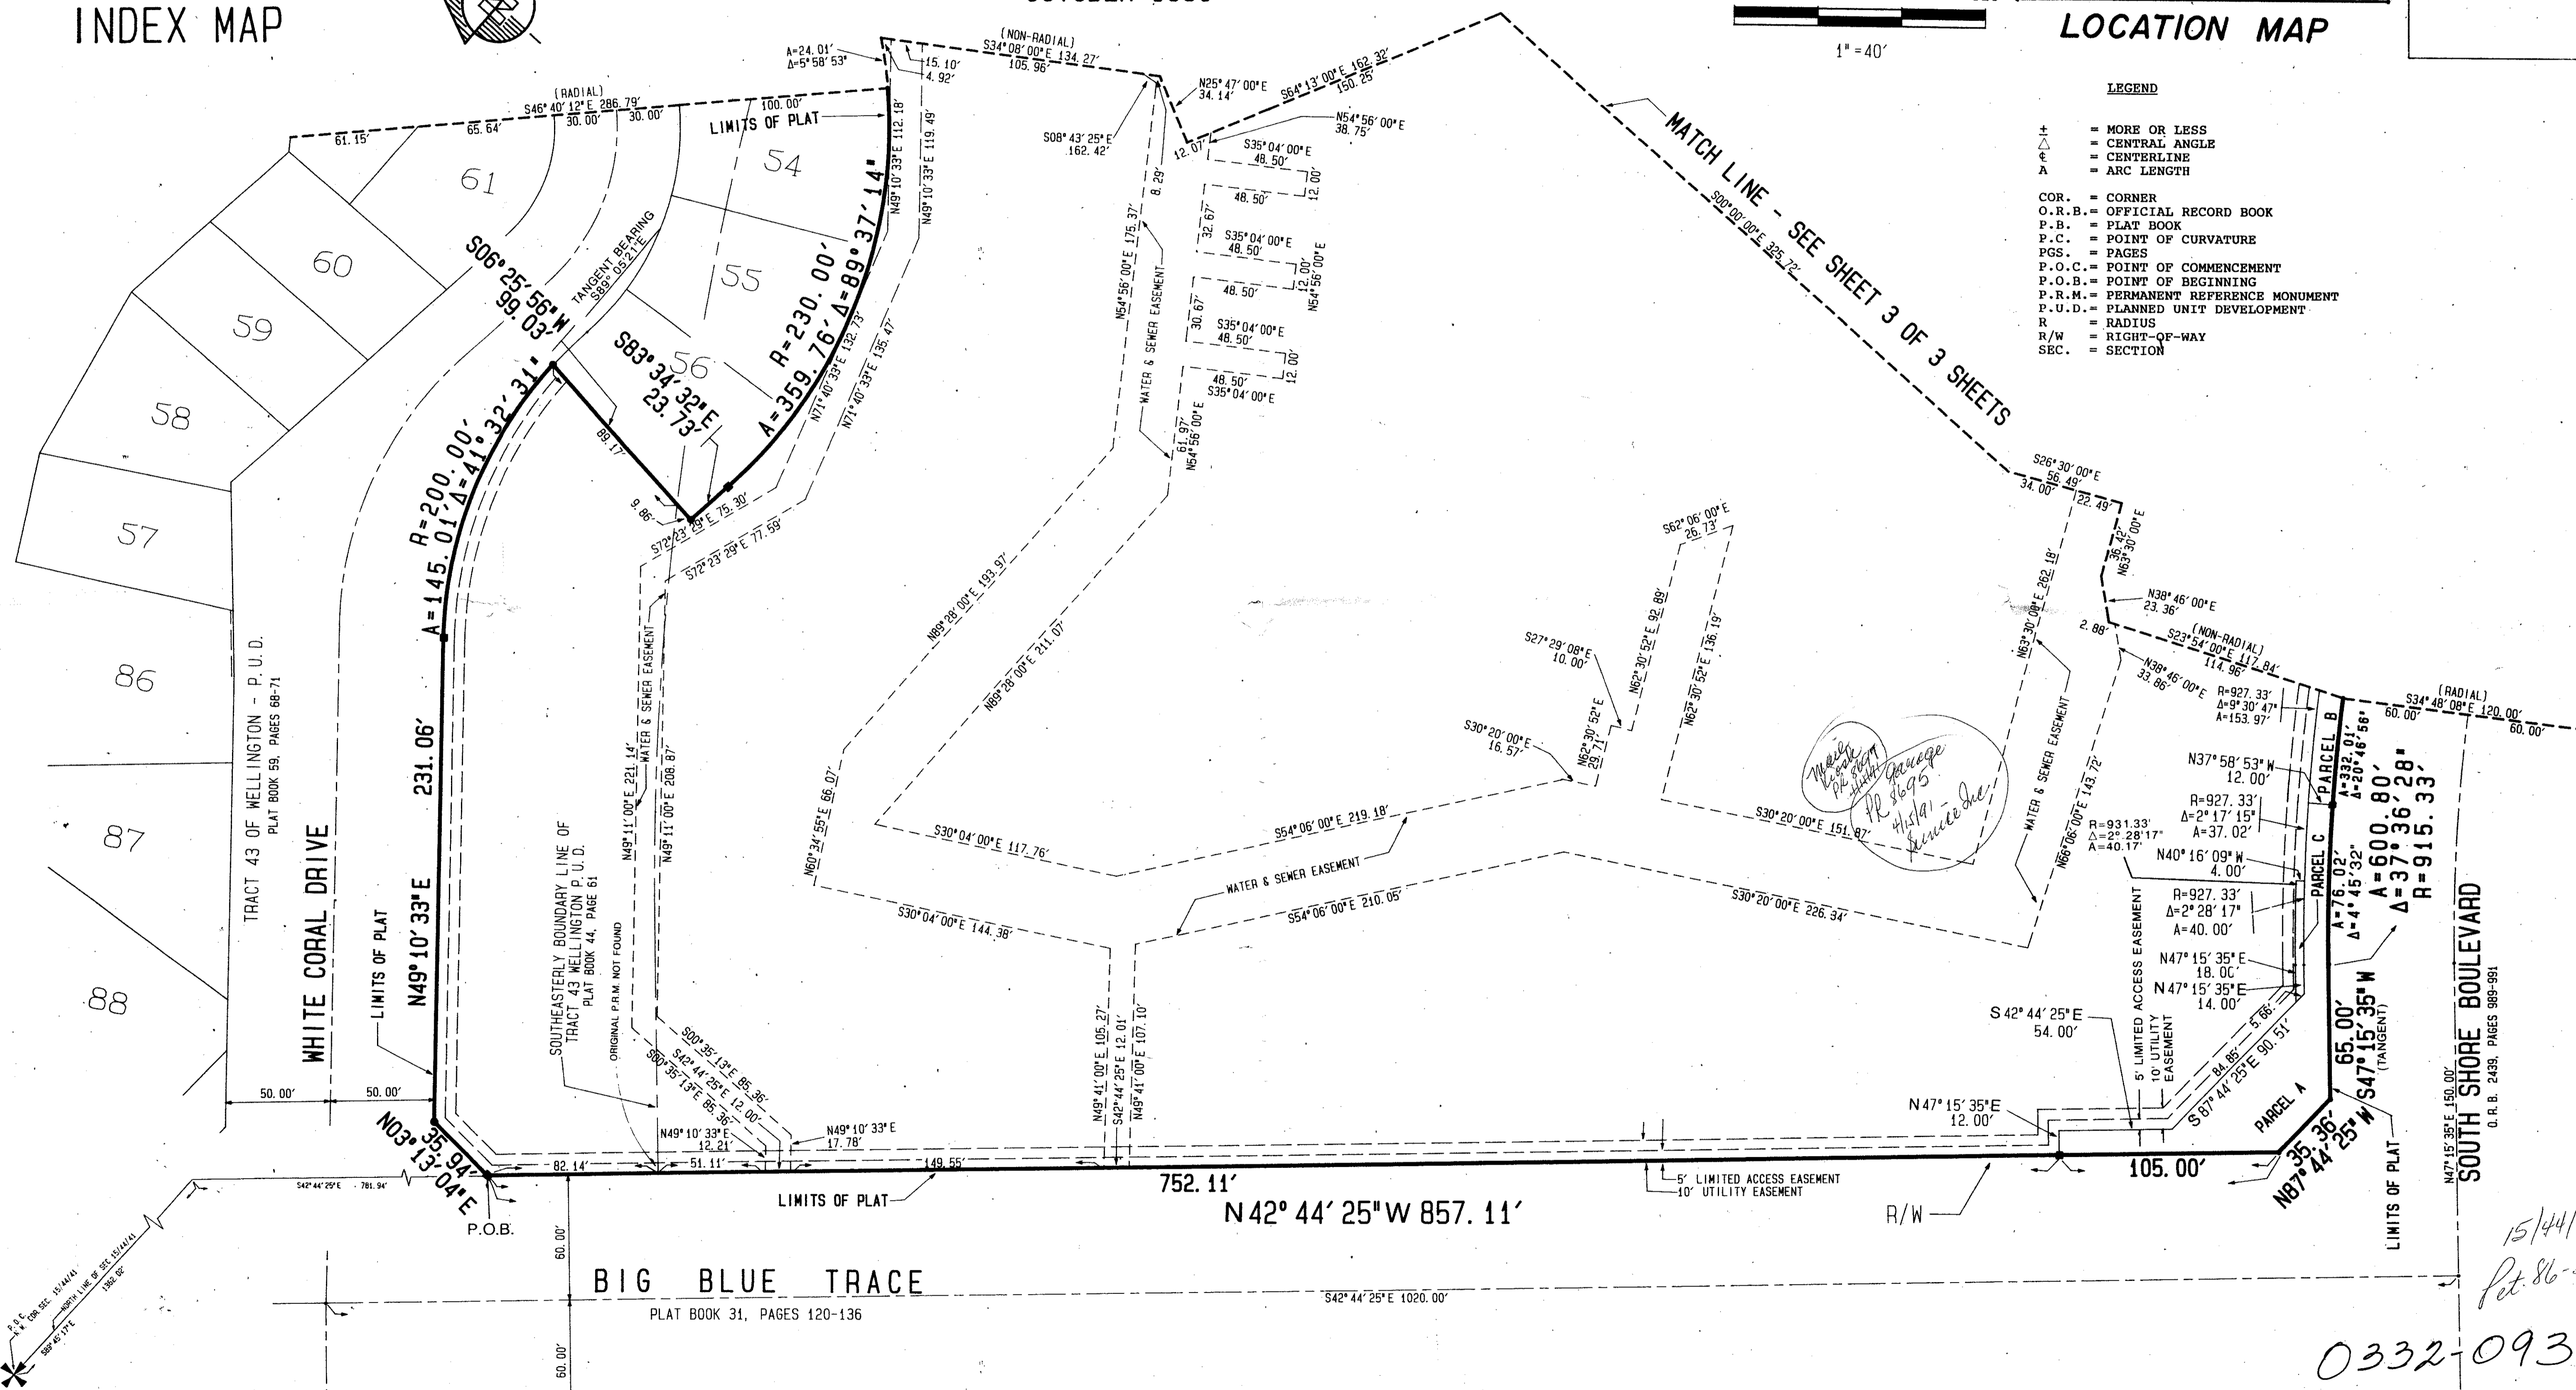 INDEX MAP
1"=40'
LOCATION MAP
LEGEND
± = MORE OR LESS
△ = CENTRAL ANGLE
℄ = CENTERLINE
A = ARC LENGTH
COR. = CORNER
O.R.B. = OFFICIAL RECORD BOOK
P.B. = PLAT BOOK
P.C. = POINT OF CURVATURE
PGS. = PAGES
P.O.C. = POINT OF COMMENCEMENT
P.O.B. = POINT OF BEGINNING
P.R.M. = PERMANENT REFERENCE MONUMENT
P.U.D. = PLANNED UNIT DEVELOPMENT
R = RADIUS
R/W = RIGHT-OF-WAY
SEC. = SECTION
A=24.01'
Δ=5°58'53"
15.10'
4.92'
(NON-RADIAL)
S34°08'00"E 134.27'
105.96'
N25°47'00"E
34.14'
S64°13'00"E 162.32'
150.25'
N54°56'00"E
38.75'
S08°43'25"E
162.42'
12.07'
8.29'
(RADIAL)
S46°40'12"E 286.79'
61.15'
65.64'
30.00'
30.00'
100.00'
LIMITS OF PLAT
54
55
56
61
60
59
58
57
86
87
88
N49°10'33"E 112.18'
N49°10'33"E 119.49'
R=230.00'
A=359.76' Δ=89°37'14"
N71°40'33"E 132.73'
N71°40'33"E 135.47'
TANGENT BEARING
S89°05'21"E
S06°25'56"W
99.03'
S83°34'32"E
23.73'
89.17'
9.86'
S72°23'29"E 75.30'
S72°23'29"E 77.59'
R=200.00'
A=145.01' Δ=41°32'31"
231.06'
N49°10'33"E
LIMITS OF PLAT
WHITE CORAL DRIVE
TRACT 43 OF WELLINGTON - P.U.D.
PLAT BOOK 59, PAGES 68-71
50.00'
50.00'
N03°13'04"E
35.94'
P.O.B.
S42°44'25"E 781.94'
P.O.C.
N.W. COR. SEC. 15/44/41
NORTH LINE OF SEC 15/44/41
S89°45'17"E
1362.02'
SOUTHEASTERLY BOUNDARY LINE OF
TRACT 43 WELLINGTON P.U.D.
PLAT BOOK 44, PAGE 61
ORIGINAL P.R.M. NOT FOUND
N49°11'00"E 221.14'
WATER & SEWER EASEMENT
N49°11'00"E 208.87'
S00°35'13"E 85.36'
S42°44'25"E 12.00'
S00°35'13"E 85.36'
N49°10'33"E
12.21'
N49°10'33"E
17.78'
82.14'
51.11'
149.55'
LIMITS OF PLAT
752.11'
N42°44'25"W 857.11'
5' LIMITED ACCESS EASEMENT
10' UTILITY EASEMENT
R/W
105.00'
60.00'
60.00'
BIG BLUE TRACE
PLAT BOOK 31, PAGES 120-136
S42°44'25"E 1020.00'
S35°04'00"E
48.50'
12.00'
48.50'
32.67'
S35°04'00"E
48.50'
12.00'
N54°56'00"E
48.50'
30.67'
S35°04'00"E
48.50'
12.00'
48.50'
S35°04'00"E
61.97'
N54°56'00"E
N54°56'00"E 175.37'
WATER & SEWER EASEMENT
N89°28'00"E 193.97'
N89°28'00"E 211.07'
N60°34'55"E 66.07'
S30°04'00"E 117.76'
S30°04'00"E 144.38'
S54°06'00"E 219.18'
WATER & SEWER EASEMENT
S54°06'00"E 210.05'
N49°41'00"E 105.27'
S42°44'25"E 12.01'
N49°41'00"E 107.10'
MATCH LINE - SEE SHEET 3 OF 3 SHEETS
S00°00'00"E 325.72'
S26°30'00"E
56.49'
34.00'
22.49'
36.42'
N63°30'00"E
N38°46'00"E
23.36'
2.88'
(NON-RADIAL)
S23°54'00"E 117.84'
114.96'
N38°46'00"E
33.86'
S62°06'00"E
26.73'
N62°30'52"E 92.89'
N62°30'52"E 136.19'
S27°29'08"E
10.00'
N62°30'52"E
29.71'
S30°20'00"E
16.57'
S30°20'00"E 151.87'
S30°20'00"E 226.34'
N63°30'00"E 262.18'
WATER & SEWER EASEMENT
N66°06'00"E 143.72'
PR 8695
4/15/91
(RADIAL)
S34°48'08"E 120.00'
60.00'
60.00'
R=927.33'
Δ=9°30'47"
A=153.97'
PARCEL B
A=332.01'
Δ=20°46'56"
N37°58'53"W
12.00'
R=927.33'
Δ=2°17'15"
A=37.02'
R=931.33'
Δ=2°28'17"
A=40.17'
N40°16'09"W
4.00'
PARCEL C
R=927.33'
Δ=2°28'17"
A=40.00'
N47°15'35"E
18.00'
N47°15'35"E
14.00'
A=76.02'
Δ=4°45'32"
A=600.80'
Δ=37°36'28"
R=915.33'
65.00'
S47°15'35"W
(TANGENT)
S42°44'25"E
54.00'
5' LIMITED ACCESS EASEMENT
10' UTILITY
EASEMENT
5.66'
84.85'
S87°44'25"E 90.51'
PARCEL A
N47°15'35"E
12.00'
35.36'
N87°44'25"W
LIMITS OF PLAT
N47°15'35"E 150.00'
SOUTH SHORE BOULEVARD
O.R.B. 2439, PAGES 989-991
15/44/
Pet. 86-
0332-093